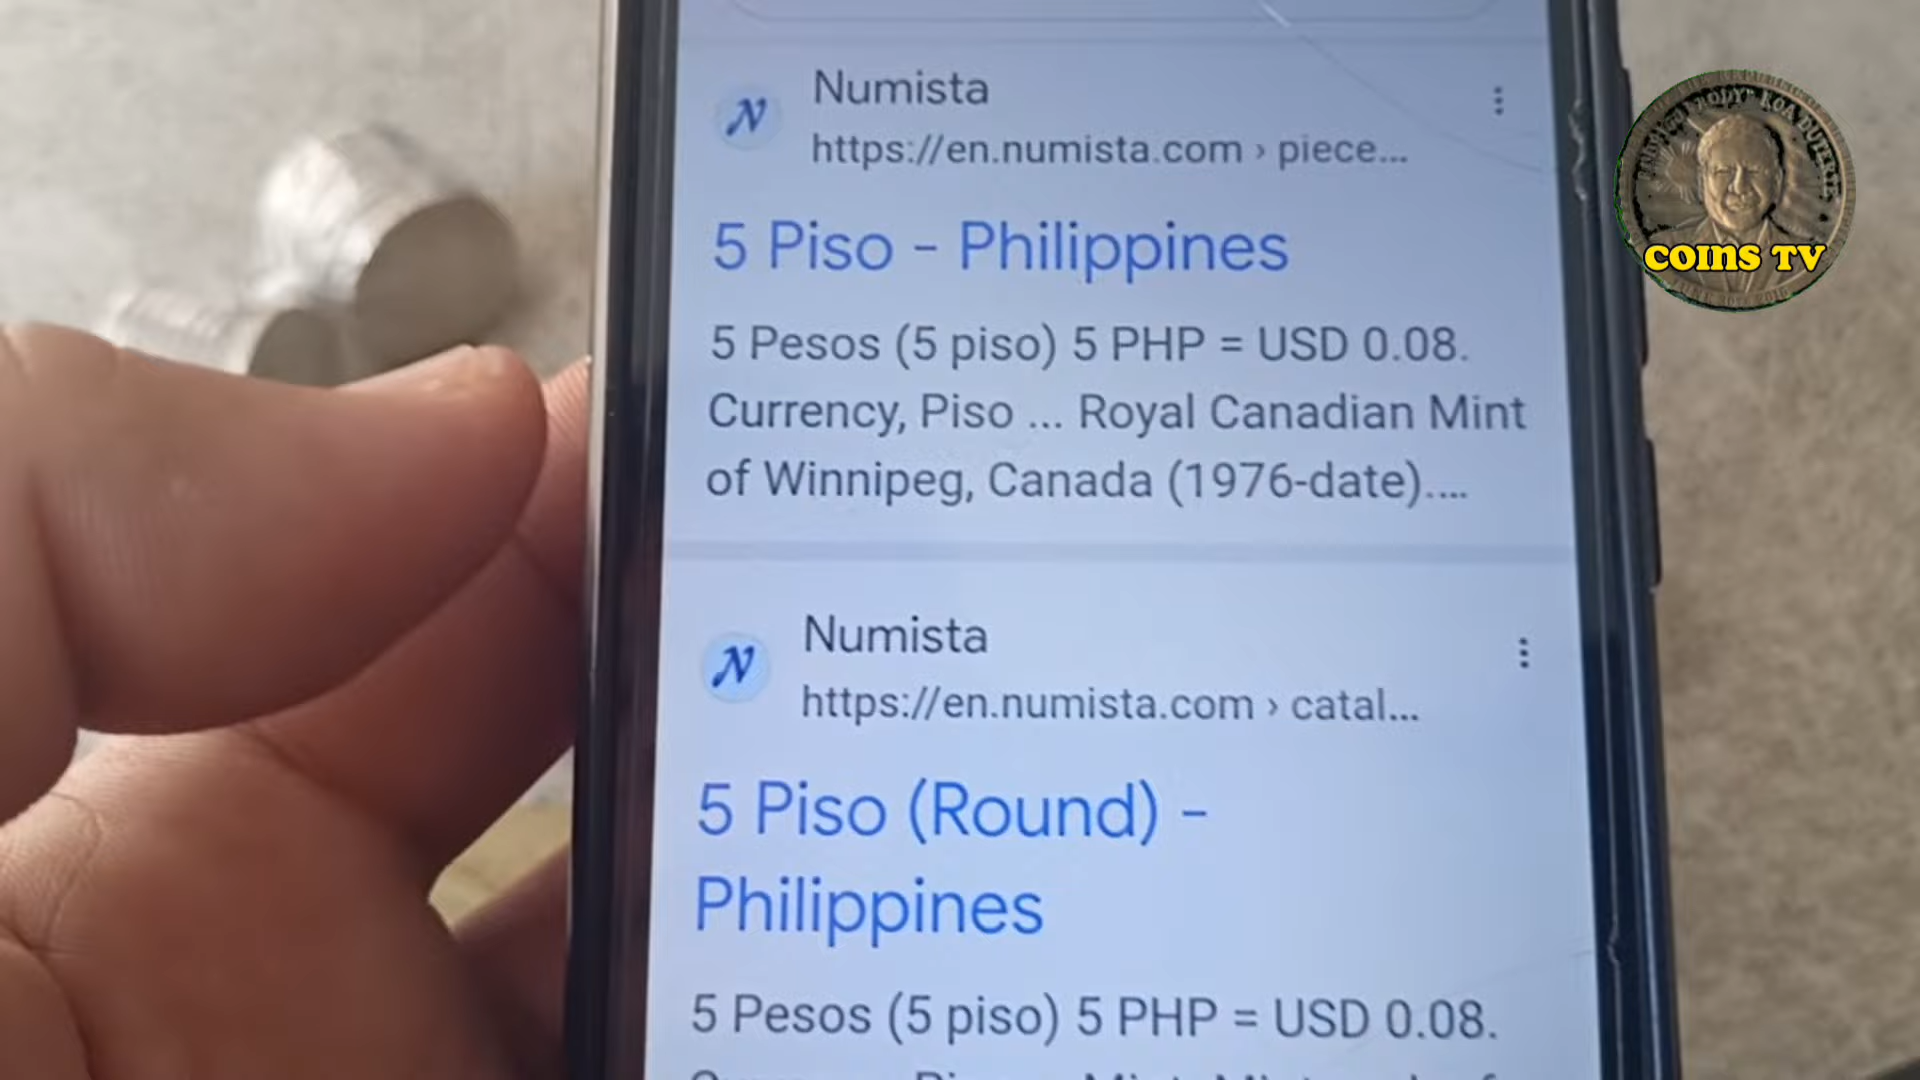 Numista
https://en.numista.com › piece...
5 Piso - Philippines
5 Pesos (5 piso) 5 PHP = USD 0.08.
Currency, Piso ... Royal Canadian Mint
of Winnipeg, Canada (1976-date)....
Numista
https://en.numista.com › catal...
5 Piso (Round) -
Philippines
5 Pesos (5 piso) 5 PHP = USD 0.08.
COINS TV